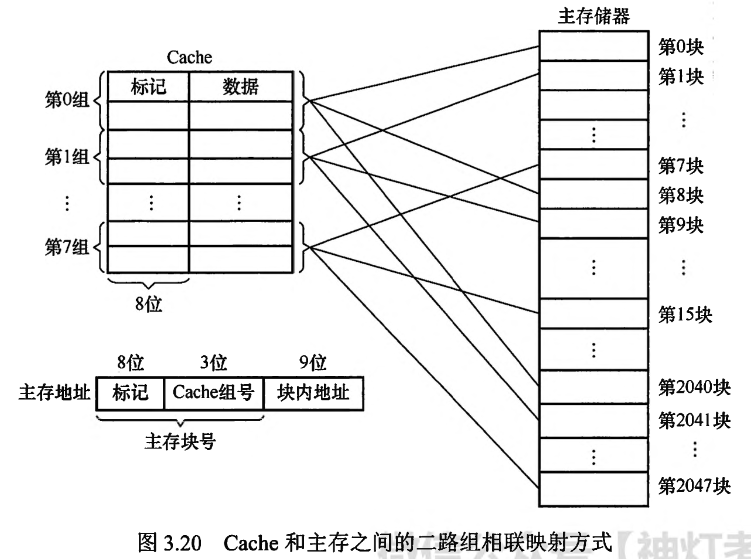 主存储器
Cache
标记 数据
第0组
第1组
⋮ ⋮ ⋮
第7组
8位
第0块
第1块
⋮ ⋮
第7块
第8块
第9块
⋮ ⋮
第15块
⋮
第2040块
第2041块
⋮ ⋮
第2047块
8位 3位 9位
主存地址 标记 Cache组号 块内地址
主存块号
图 3.20 Cache 和主存之间的二路组相联映射方式